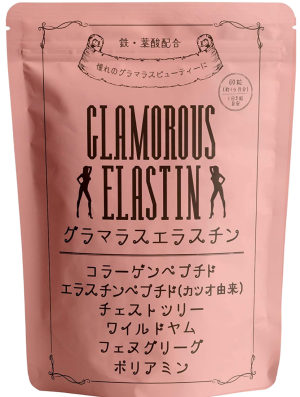 鉄・葉酸配合
憧れのグラマラスビューティーに
60粒
GLAMOROUS
ELASTIN
グラマラスエラスチン
コラーゲンペプチド
エラスチンペプチド(カツオ由来)
チェストツリー
ワイルドヤム
フェヌグリーグ
ポリアミン